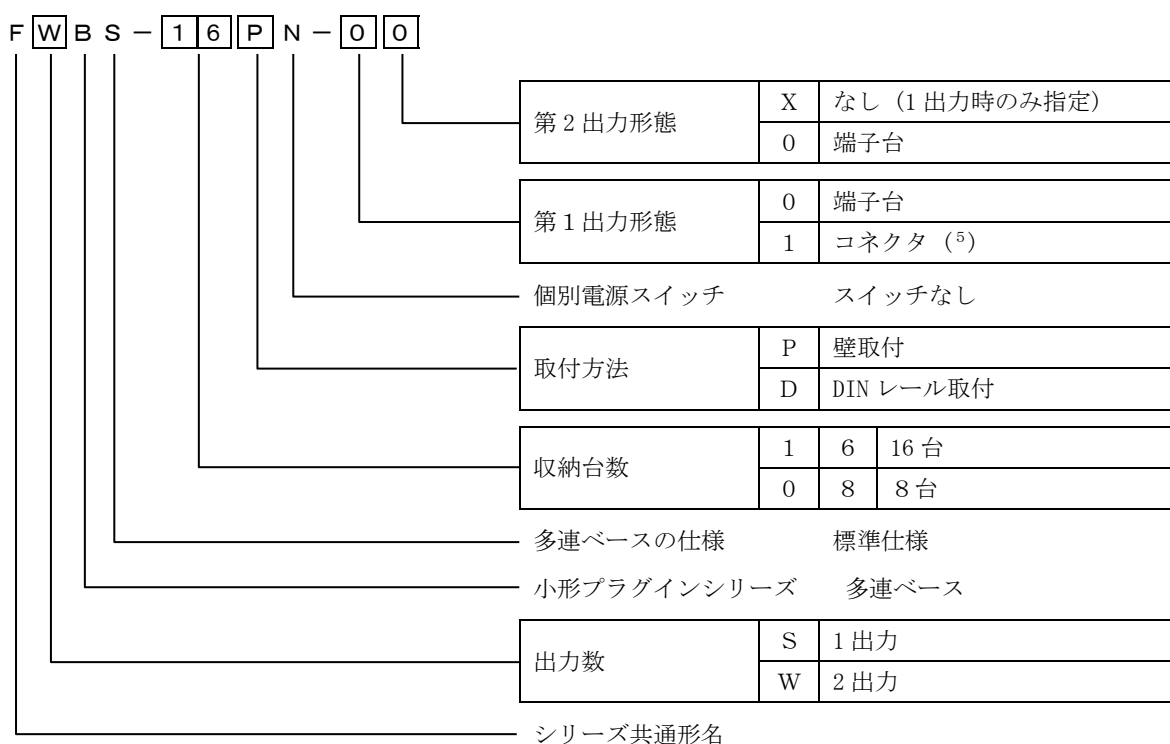 FWBS－16PN－00
第２出力形態 X なし (1 出力時のみ指定)
0 端子台
第１出力形態 0 端子台
1 コネクタ (⁵)
個別電源スイッチ スイッチなし
取付方法 P 壁取付
D DIN レール取付
収納台数 1 6 16 台
0 8 ８台
多連ベースの仕様 標準仕様
小形プラグインシリーズ 多連ベース
出力数 S 1 出力
W 2 出力
シリーズ共通形名